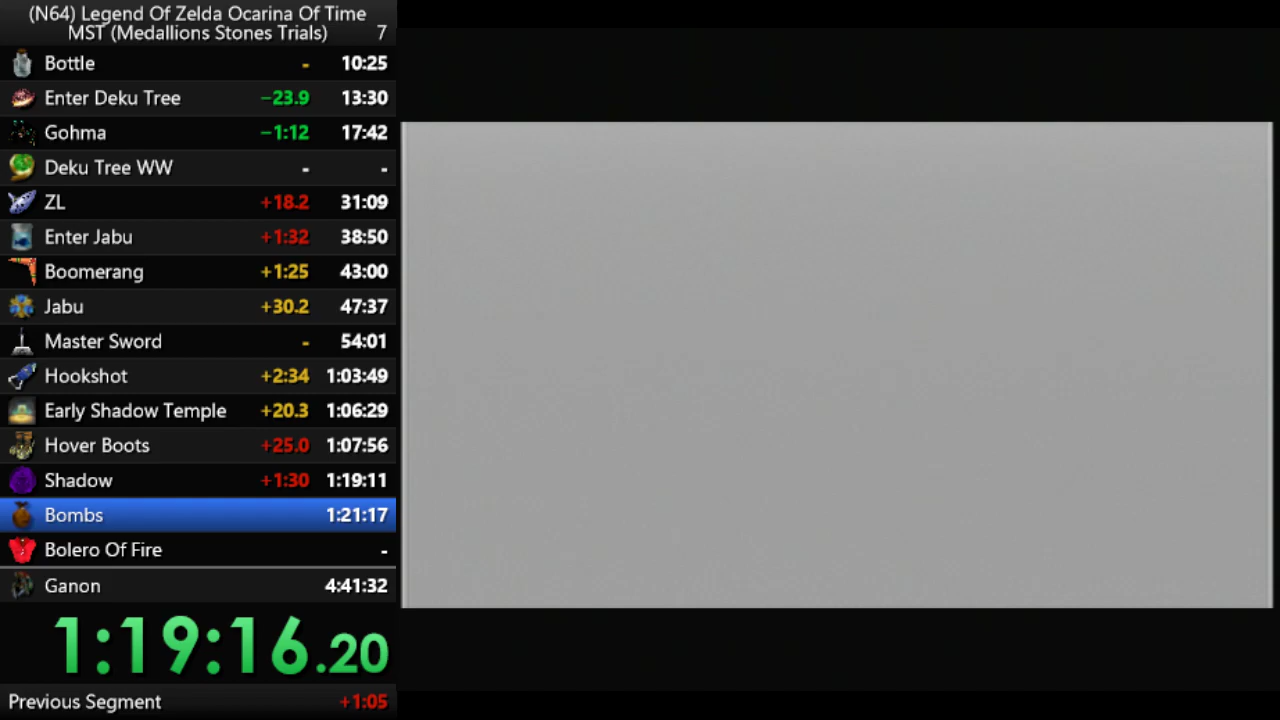 (N64) Legend Of Zelda Ocarina Of Time
MST (Medallions Stones Trials) 7
Bottle - 10:25
Enter Deku Tree −23.9 13:30
Gohma −1:12 17:42
Deku Tree WW - -
ZL +18.2 31:09
Enter Jabu +1:32 38:50
Boomerang +1:25 43:00
Jabu +30.2 47:37
Master Sword - 54:01
Hookshot +2:34 1:03:49
Early Shadow Temple +20.3 1:06:29
Hover Boots +25.0 1:07:56
Shadow +1:30 1:19:11
Bombs 1:21:17
Bolero Of Fire -
Ganon 4:41:32
1:19:16.20
Previous Segment +1:05